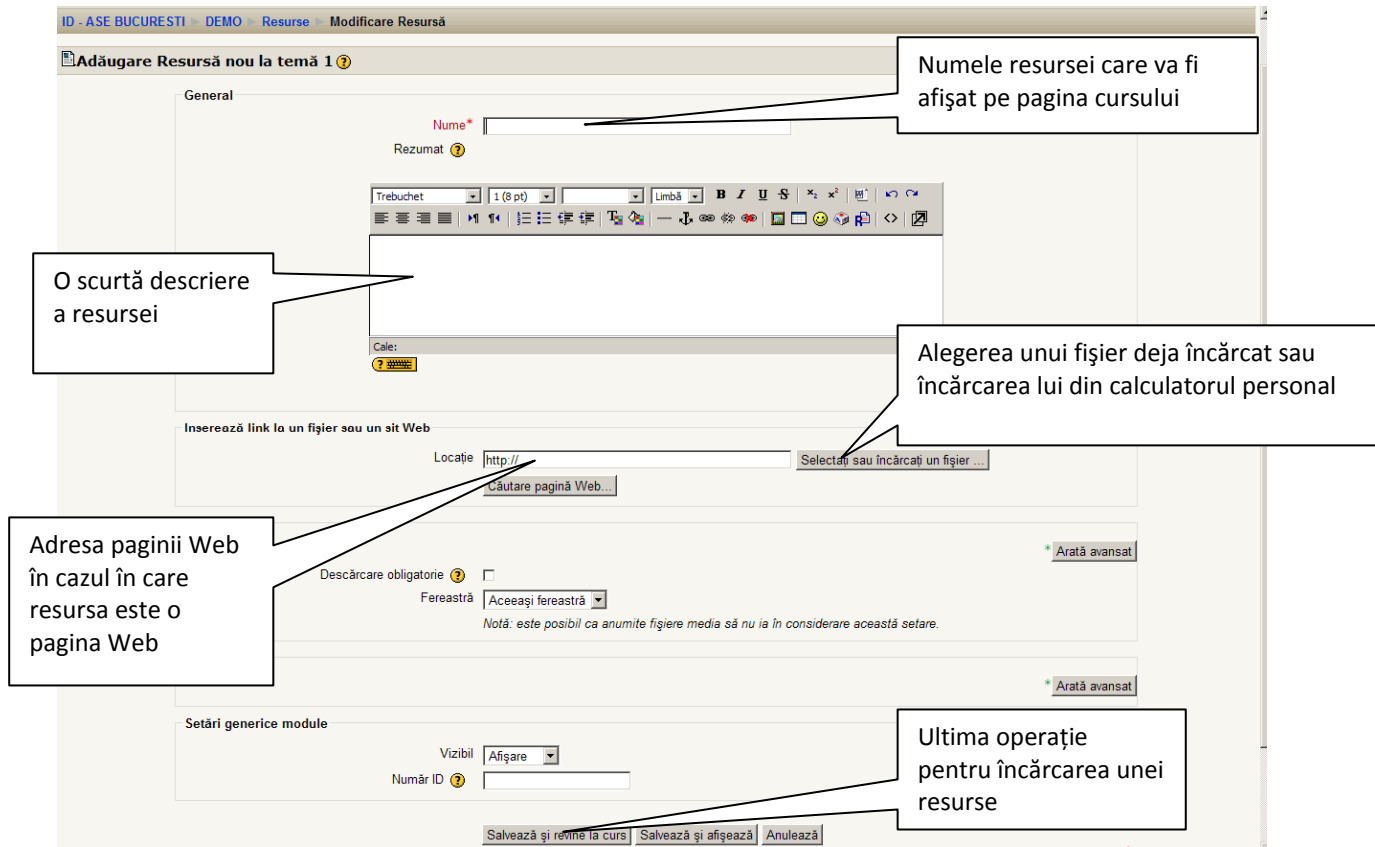 ID - ASE BUCURESTI ► DEMO ► Resurse ► Modificare Resursă
Adăugare Resursă nou la temă 1
Numele resursei care va fi
afişat pe pagina cursului
General
Nume*
Rezumat
Trebuchet 1 (8 pt) Limbă B I U S x₂ x²
O scurtă descriere
a resursei
Cale:
Alegerea unui fişier deja încărcat sau
încărcarea lui din calculatorul personal
Inserează link la un fişier sau un sit Web
Locaţie http:// Selectaţi sau încărcaţi un fişier ...
Căutare pagină Web...
Adresa paginii Web
în cazul în care
resursa este o
pagina Web
* Arată avansat
Descărcare obligatorie
Fereastră Aceeaşi fereastră
Notă: este posibil ca anumite fişiere media să nu ia în considerare această setare.
* Arată avansat
Setări generice module
Vizibil Afişare
Număr ID
Ultima operaţie
pentru încărcarea unei
resurse
Salvează şi revine la curs Salvează şi afişează Anulează